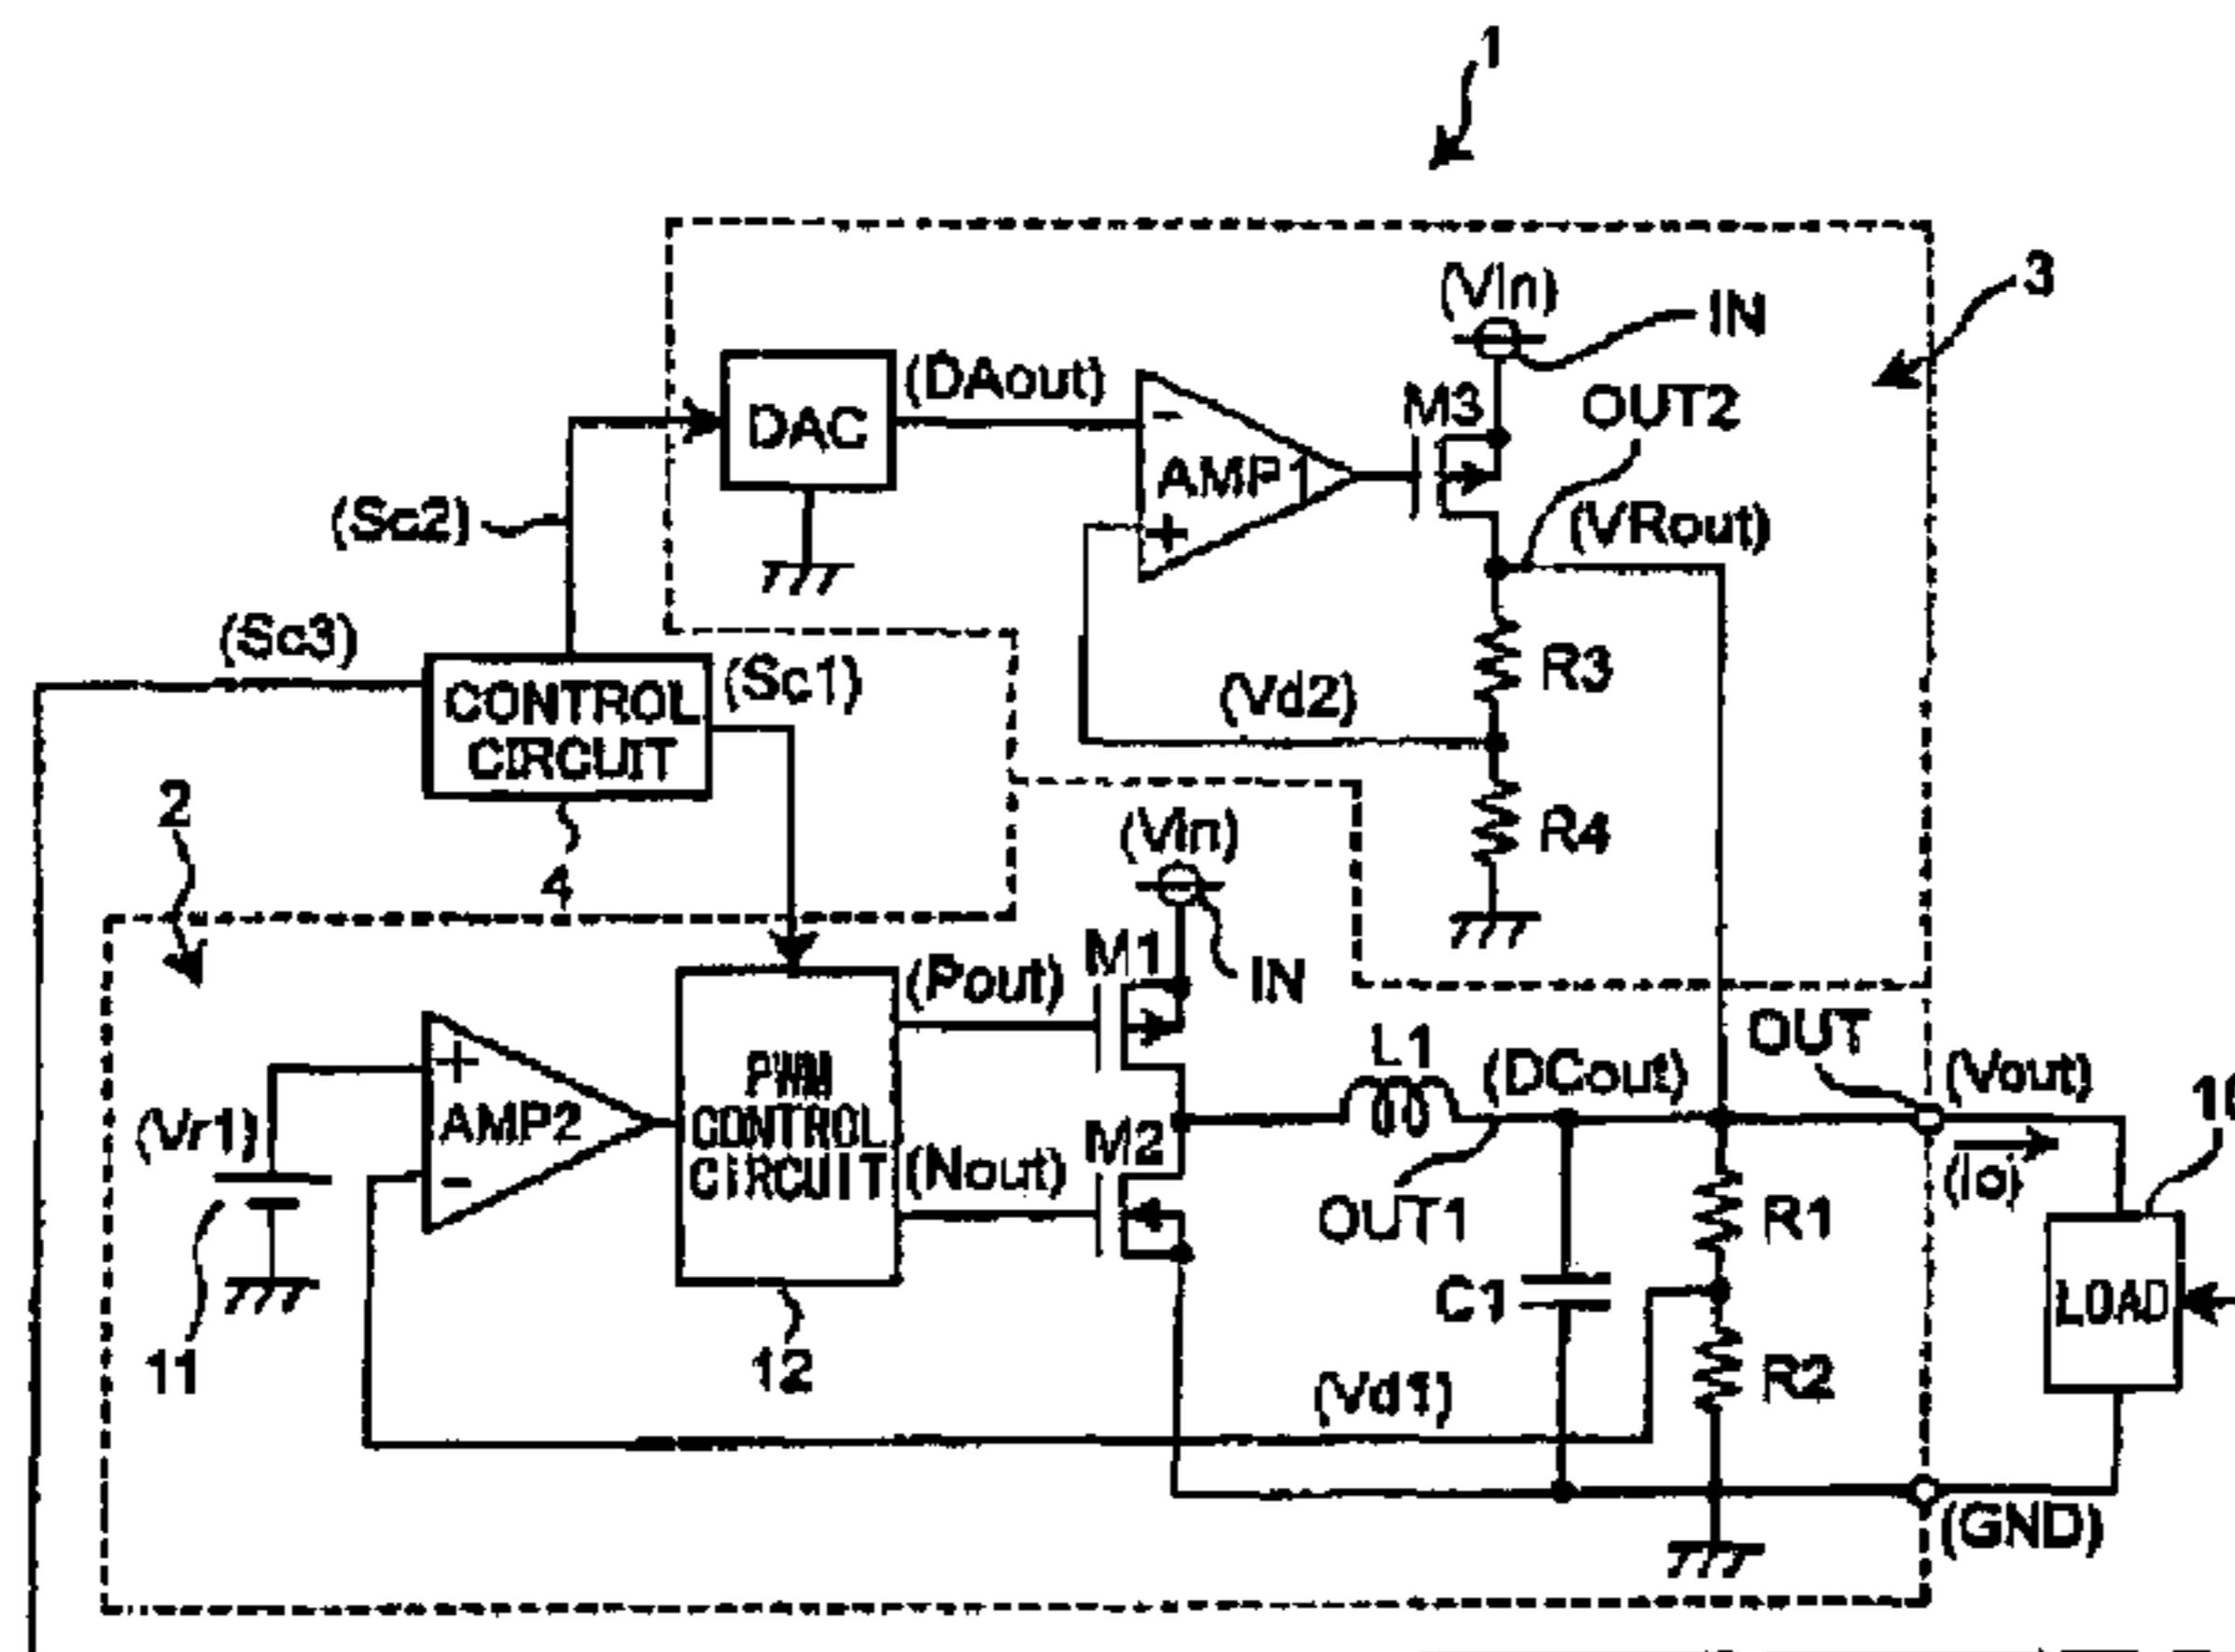 1
(Vin)
IN
3
DAC
(DAout)
M3
OUT2
-
AMP1
+
(Sc2)
(VRout)
(Sc3)
(Sc1)
R3
CONTROL
CIRCUIT
(Vd2)
2
4
(Vin)
R4
M1
IN
(Pout)
PWM
CONTROL
CIRCUIT
+
AMP2
-
(Vr1)
M2
(Nout)
L1
(DCout)
OUT
(Vout)
(io)
OUT1
R1
C1
LOAD
11
12
(Vd1)
R2
(GND)